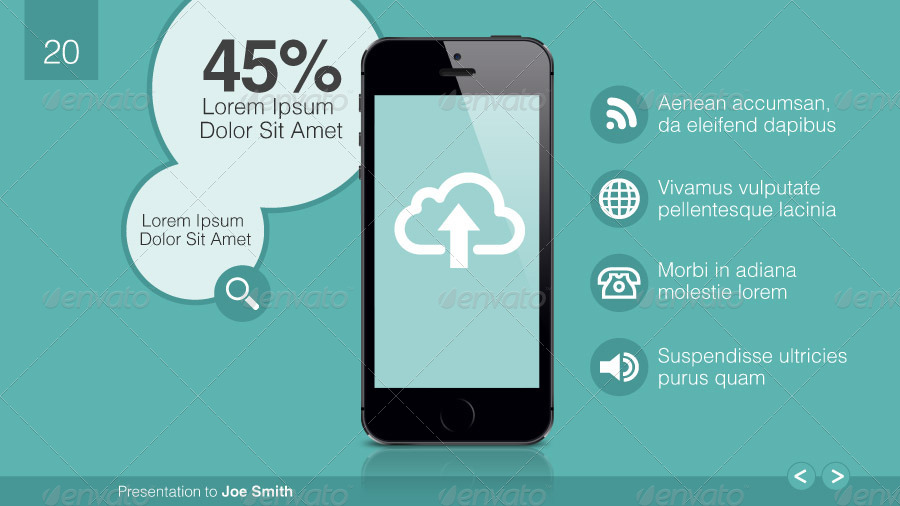 20
45%
Lorem Ipsum
Dolor Sit Amet
Lorem Ipsum
Dolor Sit Amet
Aenean accumsan,
da eleifend dapibus
Vivamus vulputate
pellentesque lacinia
Morbi in adiana
molestie lorem
Suspendisse ultricies
purus quam
Presentation to Joe Smith
< >
envato